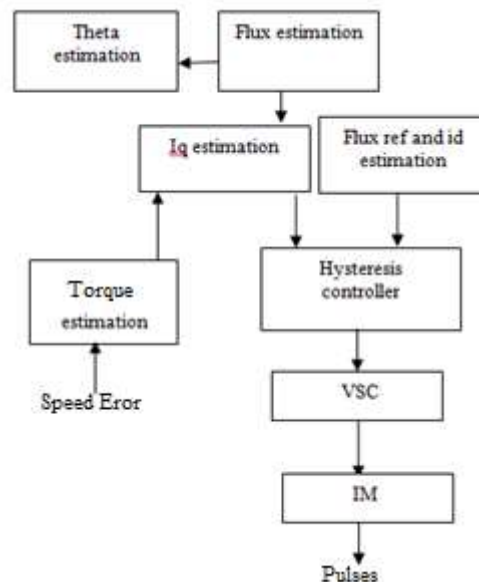 Theta
estimation
Flux estimation
Iq estimation
Flux ref and id
estimation
Torque
estimation
Hysteresis
controller
Speed Eror
VSC
IM
Pulses